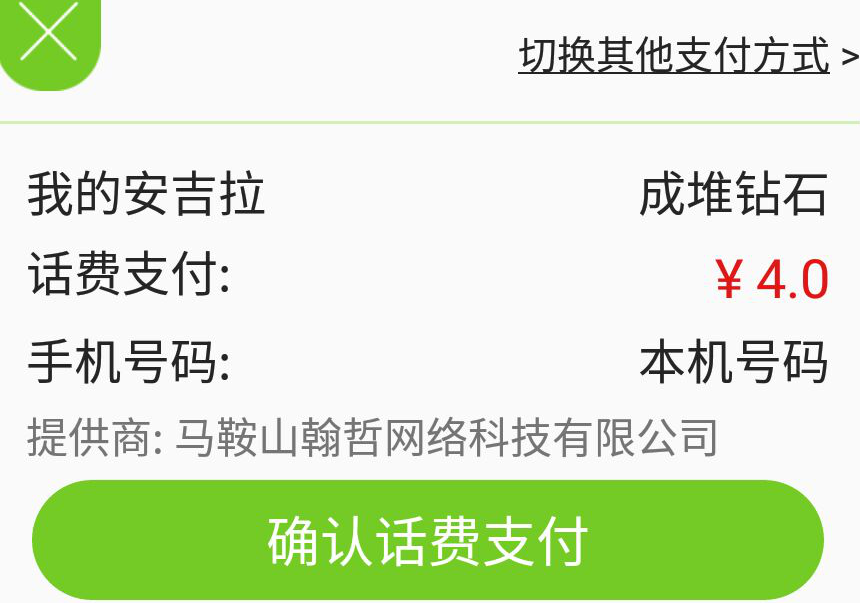 切换其他支付方式 >
我的安吉拉 成堆钻石
话费支付: ¥ 4.0
手机号码: 本机号码
提供商: 马鞍山翰哲网络科技有限公司
确认话费支付